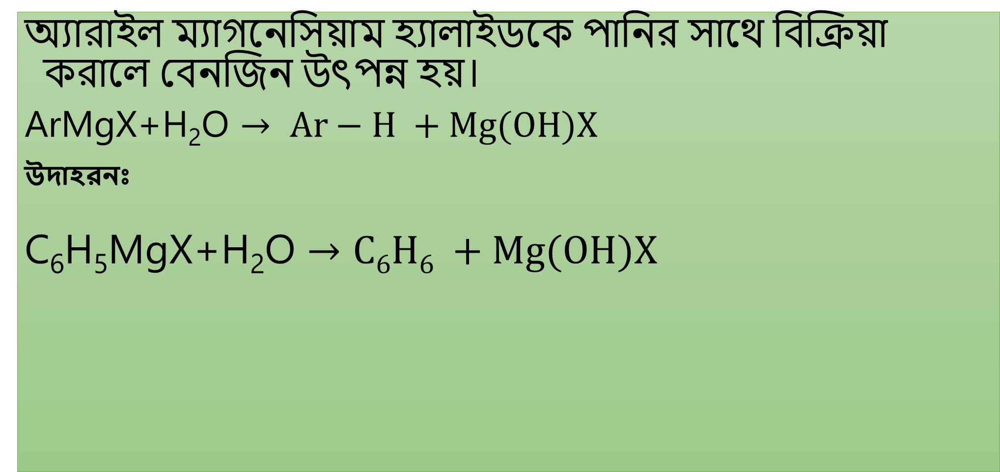 অ্যারাইল ম্যাগনেসিয়াম হ্যালাইডকে পানির সাথে বিক্রিয়া
করালে বেনজিন উৎপন্ন হয়।
ArMgX+H₂O → Ar − H + Mg(OH)X
উদাহরনঃ
C₆H₅MgX+H₂O → C₆H₆ + Mg(OH)X